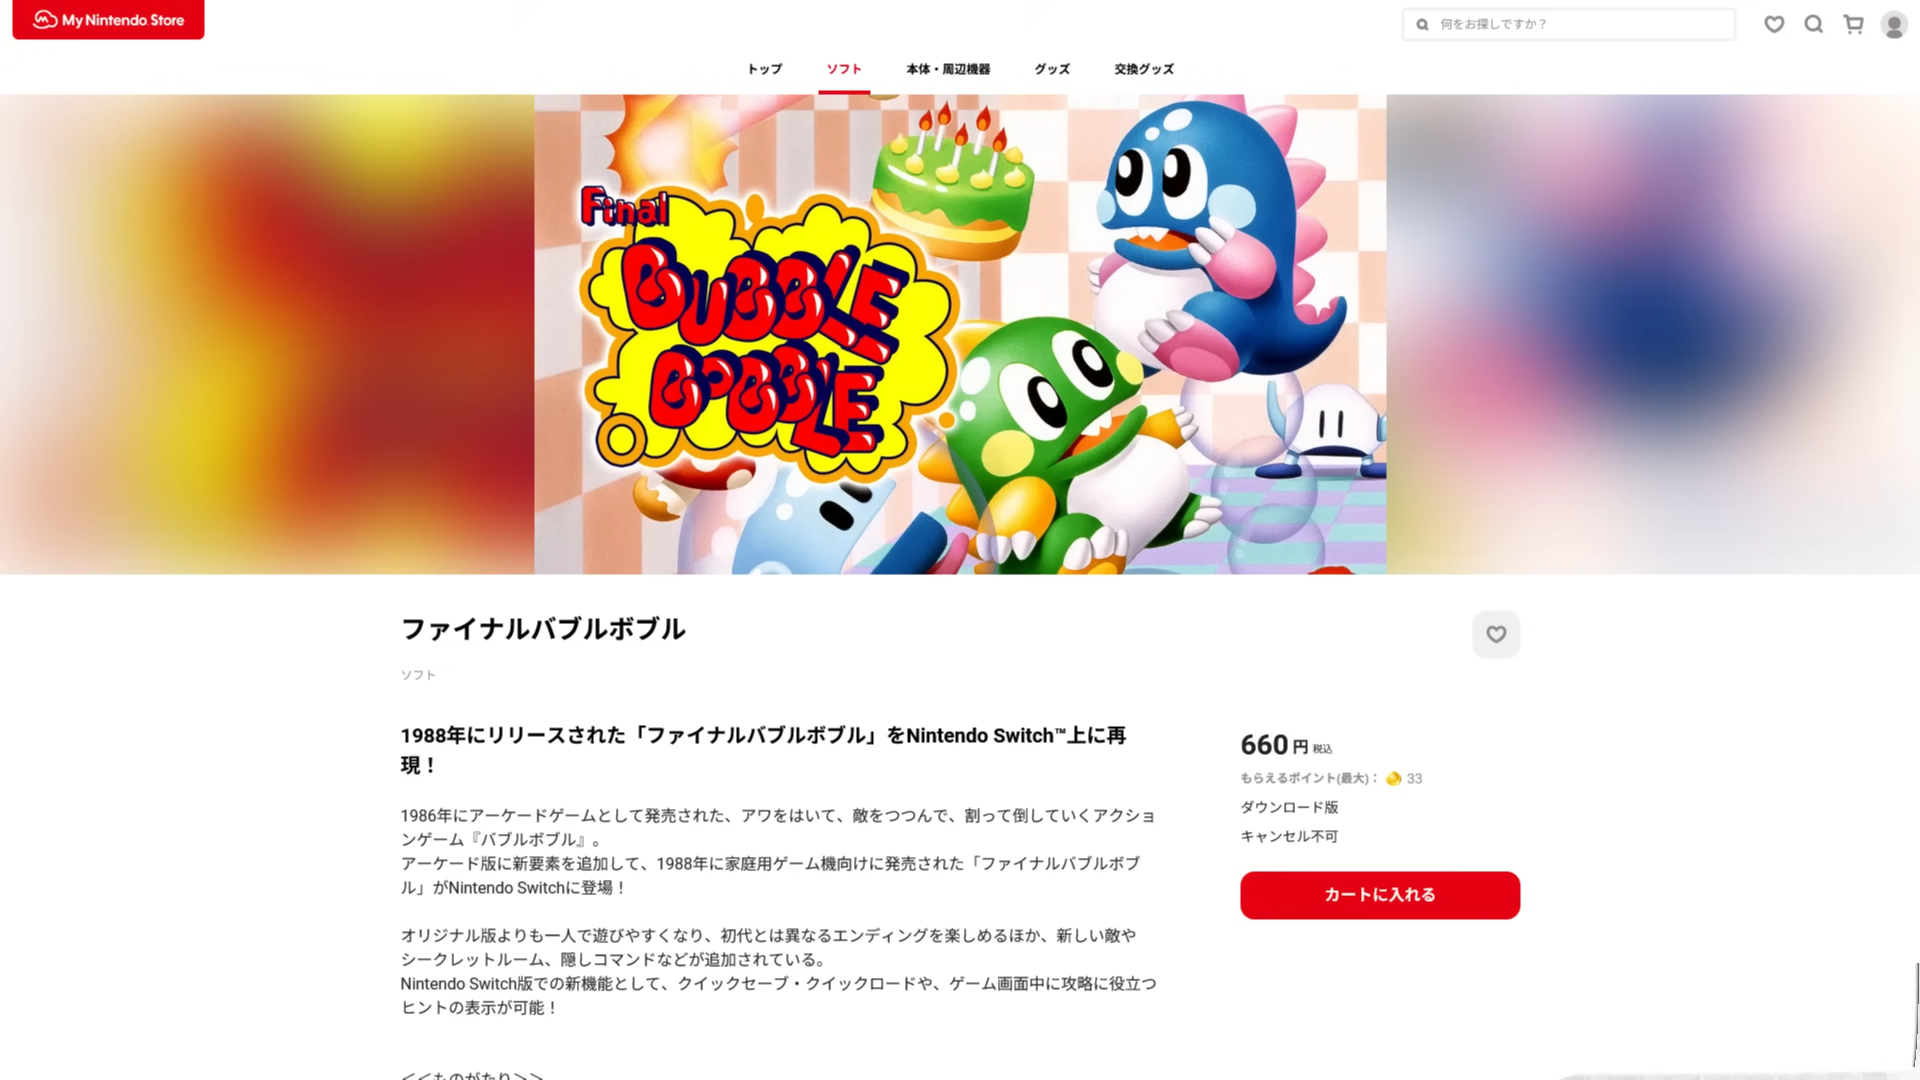 My Nintendo Store
何をお探しですか？
トップ
ソフト
本体・周辺機器
グッズ
交換グッズ
Final
BUBBLE
BOBBLE
ファイナルバブルボブル
ソフト
1988年にリリースされた「ファイナルバブルボブル」をNintendo Switch™上に再
現！
1986年にアーケードゲームとして発売された、アワをはいて、敵をつつんで、割って倒していくアクショ
ンゲーム『バブルボブル』。
アーケード版に新要素を追加して、1988年に家庭用ゲーム機向けに発売された「ファイナルバブルボブ
ル」がNintendo Switchに登場！
オリジナル版よりも一人で遊びやすくなり、初代とは異なるエンディングを楽しめるほか、新しい敵や
シークレットルーム、隠しコマンドなどが追加されている。
Nintendo Switch版での新機能として、クイックセーブ・クイックロードや、ゲーム画面中に攻略に役立つ
ヒントの表示が可能！
＜＜ものがたり＞＞
660円 税込
もらえるポイント(最大)： 33
ダウンロード版
キャンセル不可
カートに入れる